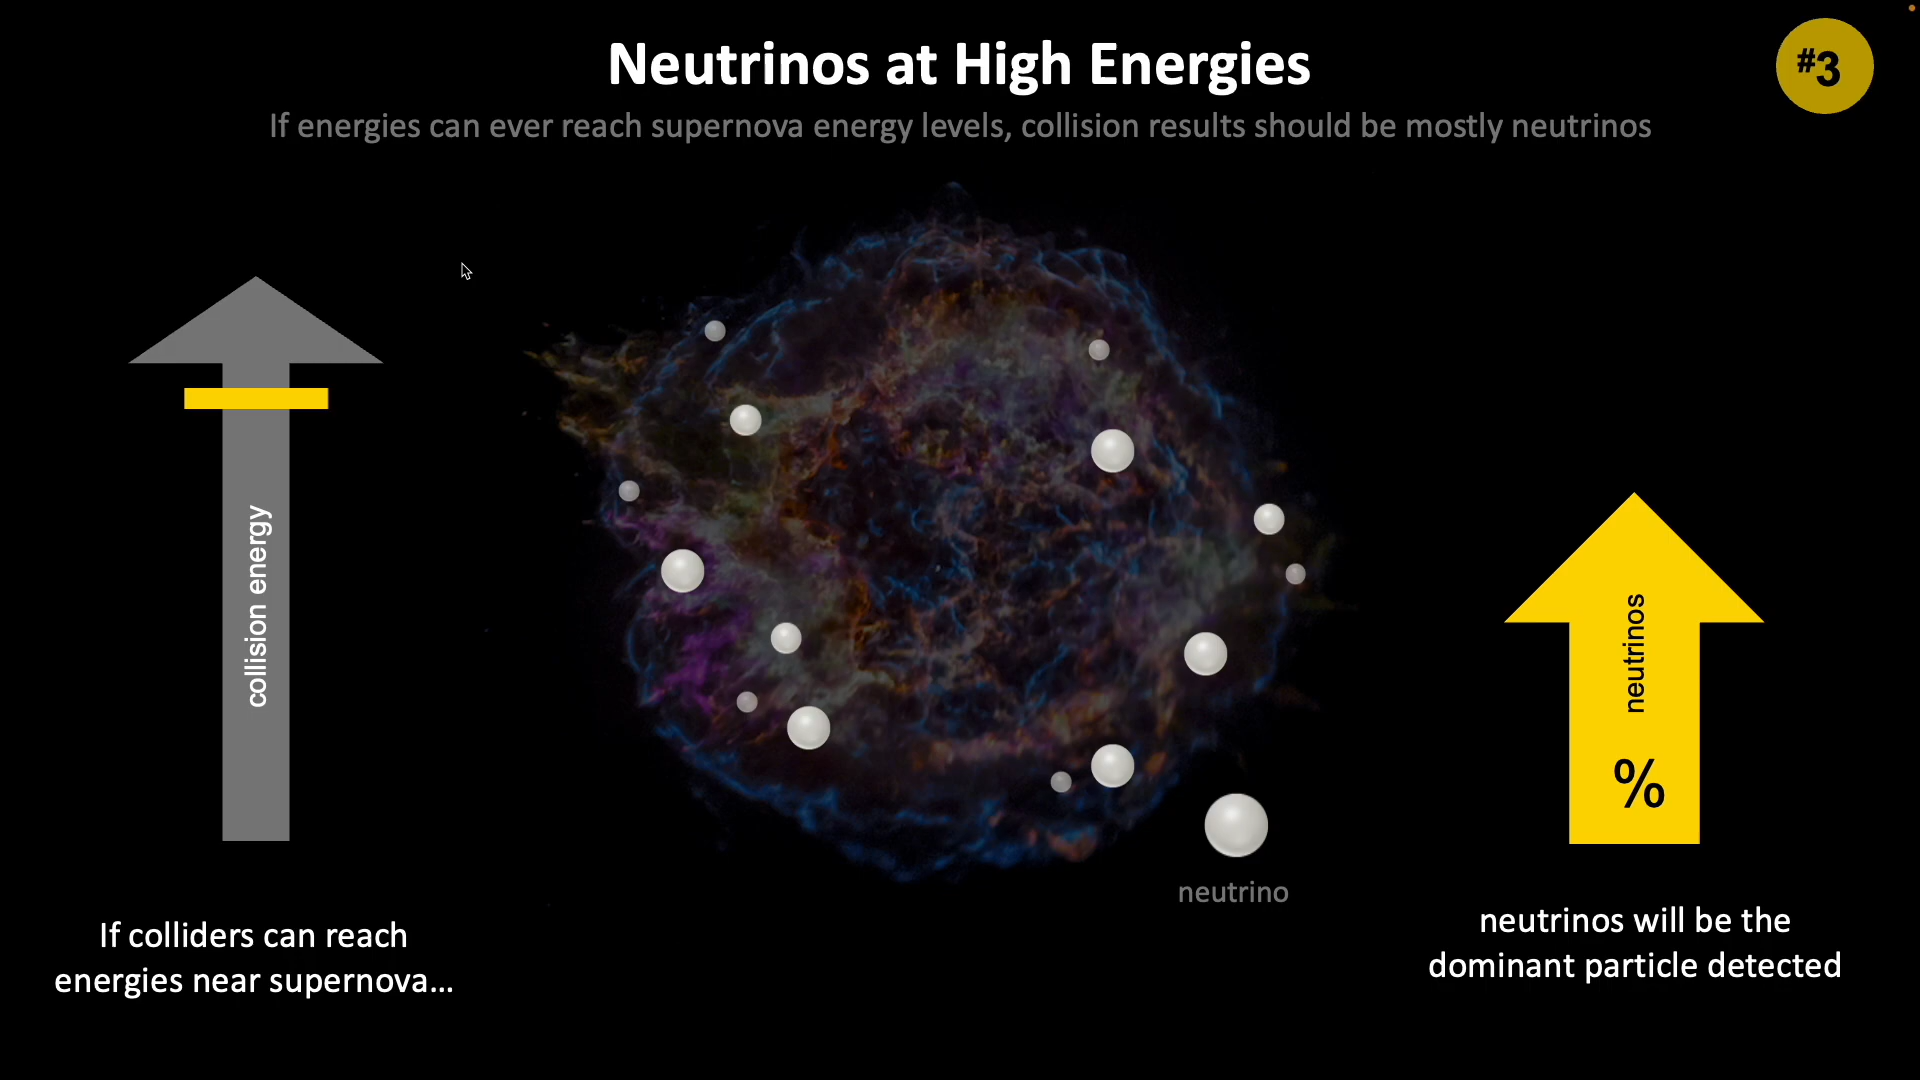 Neutrinos at High Energies
#3
If energies can ever reach supernova energy levels, collision results should be mostly neutrinos
collision energy
neutrinos
%
neutrino
If colliders can reach
energies near supernova...
neutrinos will be the
dominant particle detected